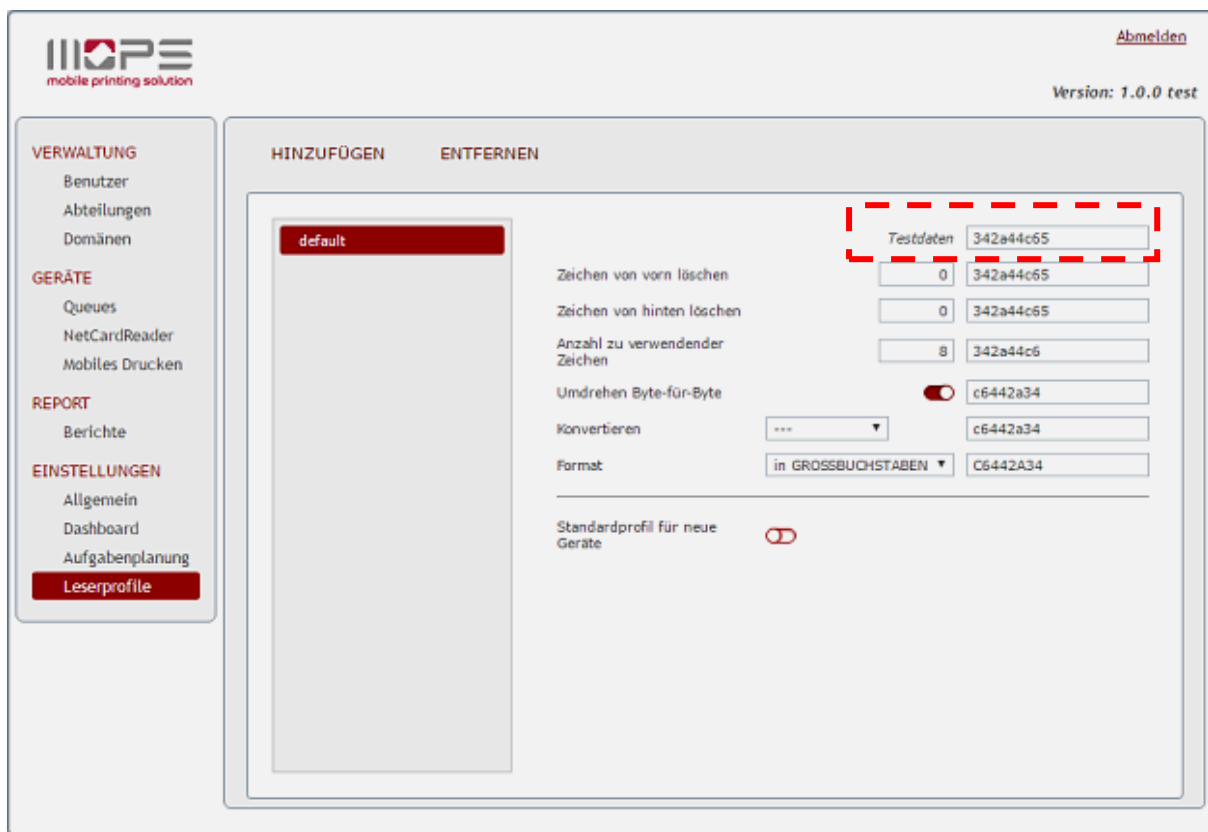 MOPS
mobile printing solution
Abmelden
Version: 1.0.0 test
VERWALTUNG
Benutzer
Abteilungen
Domänen
GERÄTE
Queues
NetCardReader
Mobiles Drucken
REPORT
Berichte
EINSTELLUNGEN
Allgemein
Dashboard
Aufgabenplanung
Leserprofile
HINZUFÜGEN ENTFERNEN
default
Testdaten 342a44c65
Zeichen von vorn löschen 0 342a44c65
Zeichen von hinten löschen 0 342a44c65
Anzahl zu verwendender
Zeichen 8 342a44c6
Umdrehen Byte-für-Byte c6442a34
Konvertieren --- c6442a34
Format in GROSSBUCHSTABEN C6442A34
Standardprofil für neue
Geräte